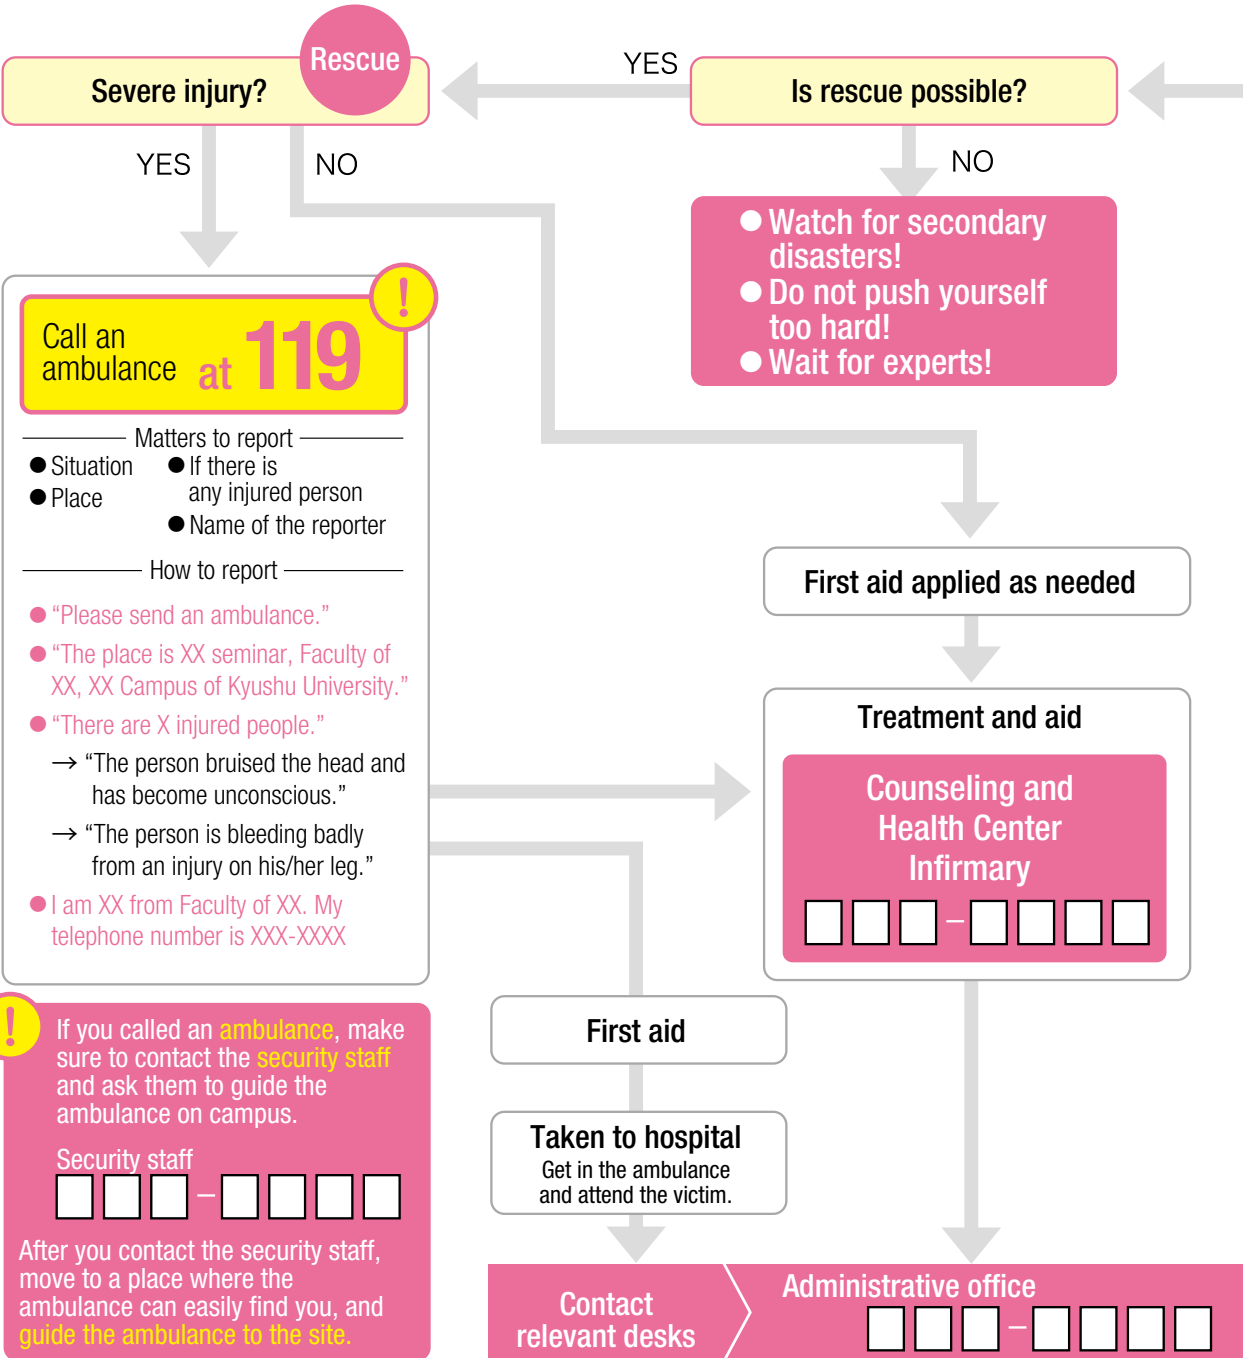 Rescue
Severe injury?
YES
Is rescue possible?
YES
NO
NO
● Watch for secondary
disasters!
● Do not push yourself
too hard!
● Wait for experts!
!
Call an
ambulance at 119
Matters to report
● Situation
● Place
● If there is
any injured person
● Name of the reporter
How to report
● “Please send an ambulance.”
● “The place is XX seminar, Faculty of
XX, XX Campus of Kyushu University.”
● “There are X injured people.”
→ “The person bruised the head and
has become unconscious.”
→ “The person is bleeding badly
from an injury on his/her leg.”
● I am XX from Faculty of XX. My
telephone number is XXX-XXXX
First aid applied as needed
Treatment and aid
Counseling and
Health Center
Infirmary
□□□–□□□□
!
If you called an ambulance, make
sure to contact the security staff
and ask them to guide the
ambulance on campus.
Security staff
□□□–□□□□
After you contact the security staff,
move to a place where the
ambulance can easily find you, and
guide the ambulance to the site.
First aid
Taken to hospital
Get in the ambulance
and attend the victim.
Contact
relevant desks
Administrative office
□□□–□□□□